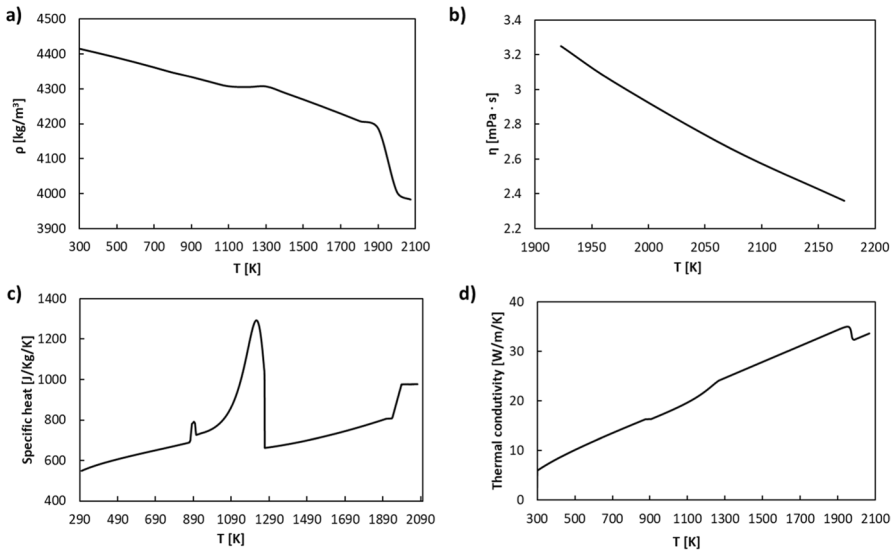 a)
4500
4400
4300
4200
4100
4000
3900
ρ [kg/m³]
300 500 700 900 1100 1300 1500 1700 1900 2100
T [K]
b)
3.4
3.2
3
2.8
2.6
2.4
2.2
η [mPa · s]
1900 1950 2000 2050 2100 2150 2200
T [K]
c)
1400
1200
1000
800
600
400
Specific heat [J/Kg/K]
290 490 690 890 1090 1290 1490 1690 1890 2090
T [K]
d)
40
30
20
10
0
Thermal condutivity [W/m/K]
300 500 700 900 1100 1300 1500 1700 1900 2100
T [K]